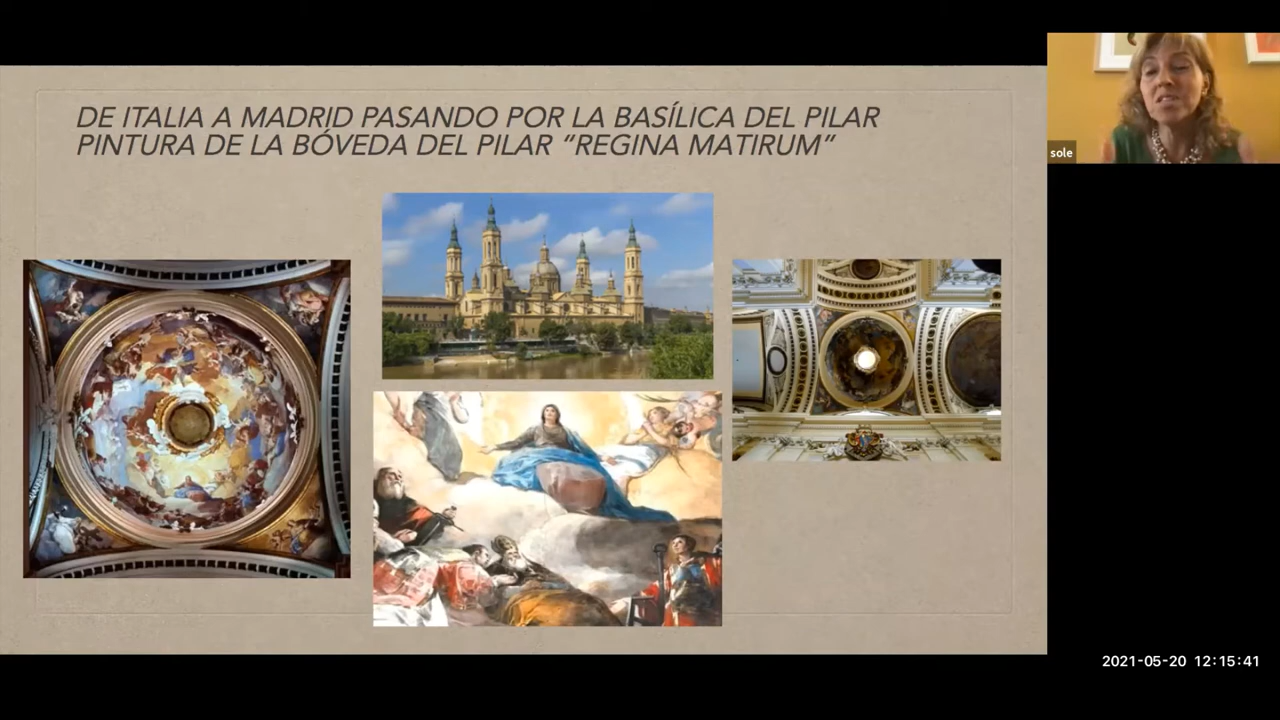 DE ITALIA A MADRID PASANDO POR LA BASÍLICA DEL PILAR
PINTURA DE LA BÓVEDA DEL PILAR “REGINA MATIRUM”
sole
2021-05-20 12:15:41